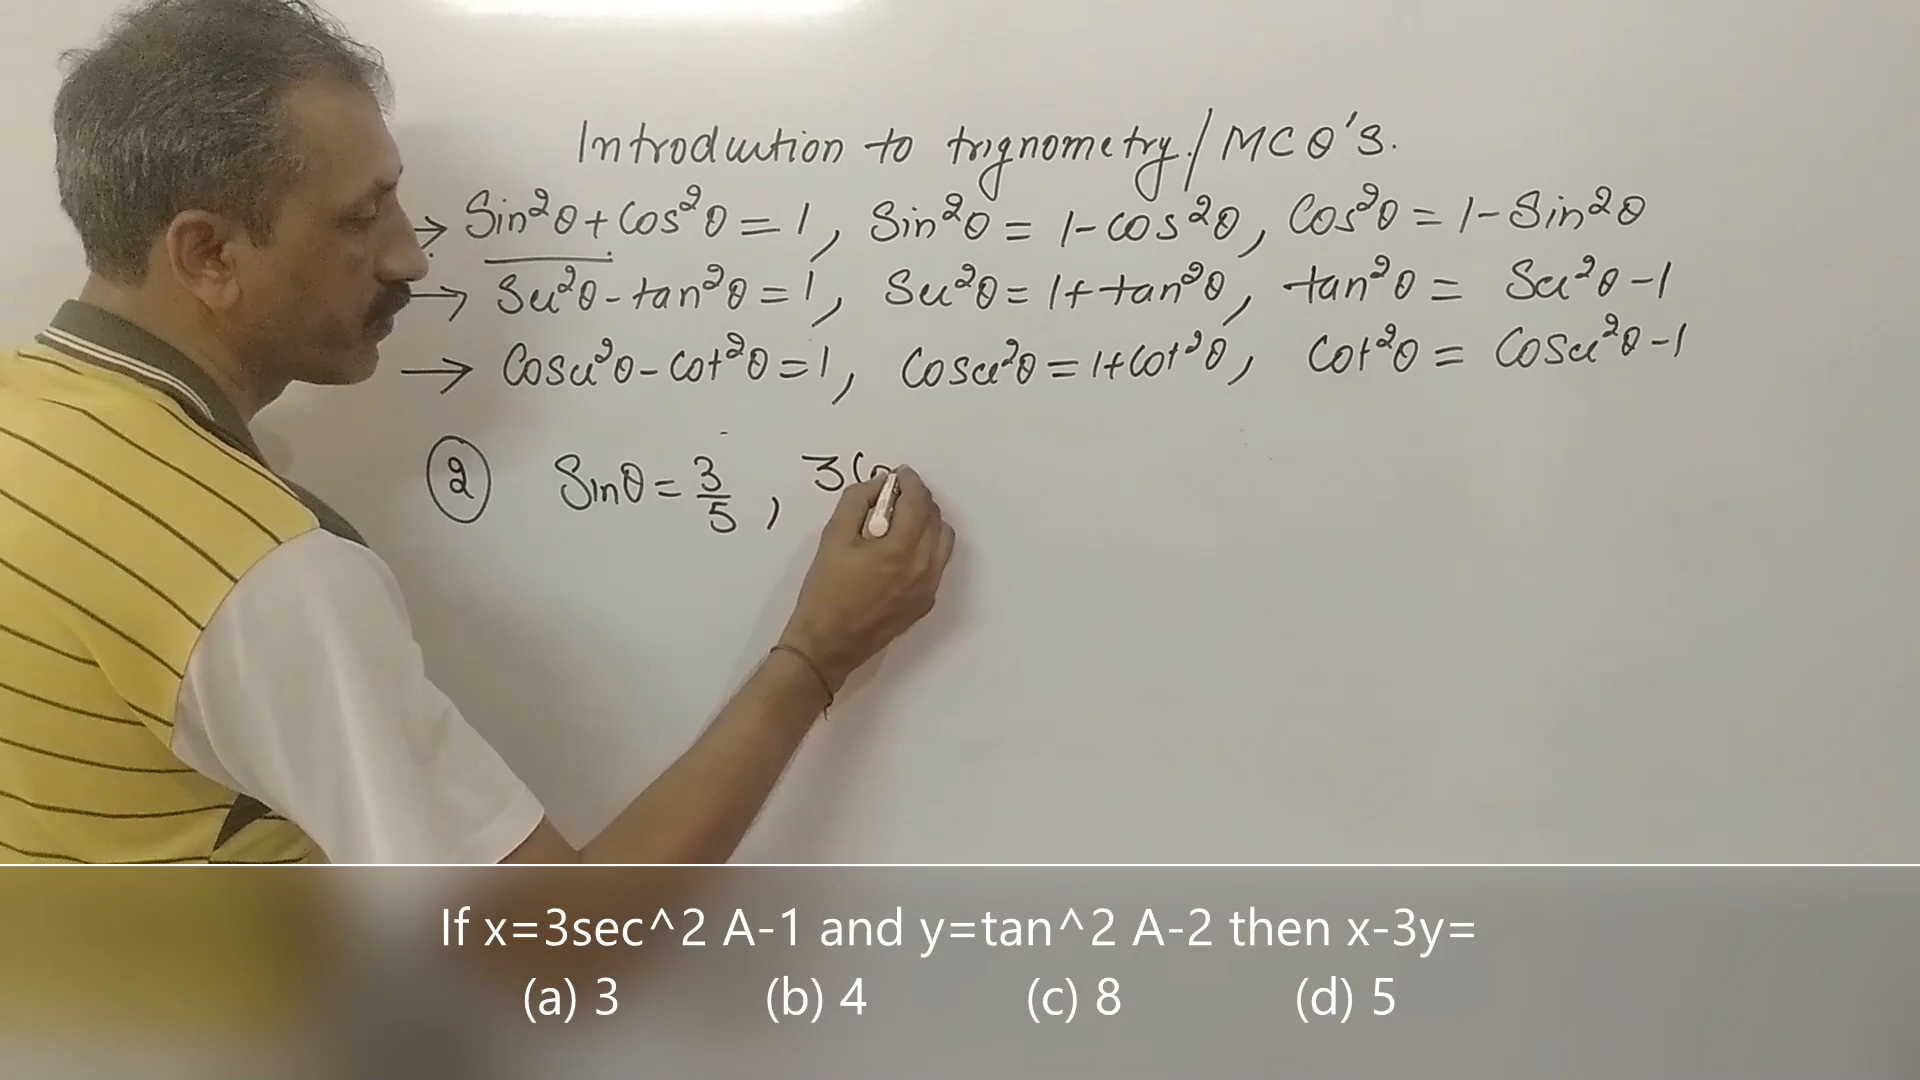 Introduction to trignometry./MCQ'S.
→ Sin²θ+Cos²θ=1, Sin²θ = 1-cos²θ, Cos²θ = 1-Sin²θ
→ Sec²θ-tan²θ=1, Sec²θ=1+tan²θ, tan²θ = Sec²θ-1
→ Cosec²θ-cot²θ=1, Cosec²θ=1+cot²θ, Cot²θ = Cosec²θ-1
② Sinθ=3/5, 3Co
If x=3sec^2 A-1 and y=tan^2 A-2 then x-3y=
(a) 3 (b) 4 (c) 8 (d) 5